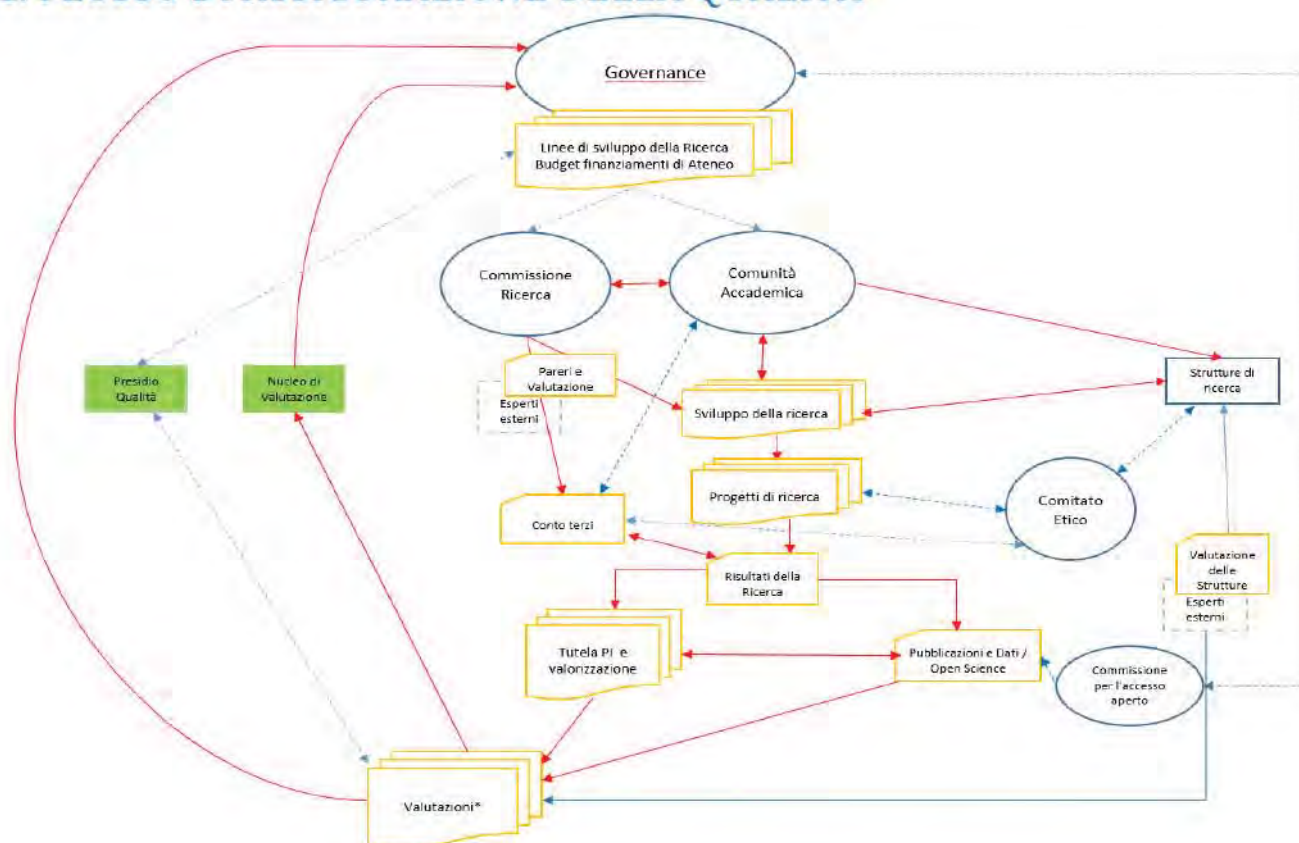 Governance
Linee di sviluppo della Ricerca
Budget finanziamenti di Ateneo
Commissione
Ricerca
Comunità
Accademica
Presidio
Qualità
Nucleo di
Valutazione
Pareri e
Valutazione
Esperti
esterni
Sviluppo della ricerca
Strutture di
ricerca
Progetti di ricerca
Comitato
Etico
Conto terzi
Risultati della
Ricerca
Valutazione
delle
Strutture
Esperti
esterni
Tutela PI e
valorizzazione
Pubblicazioni e Dati /
Open Science
Commissione
per l'accesso
aperto
Valutazioni*